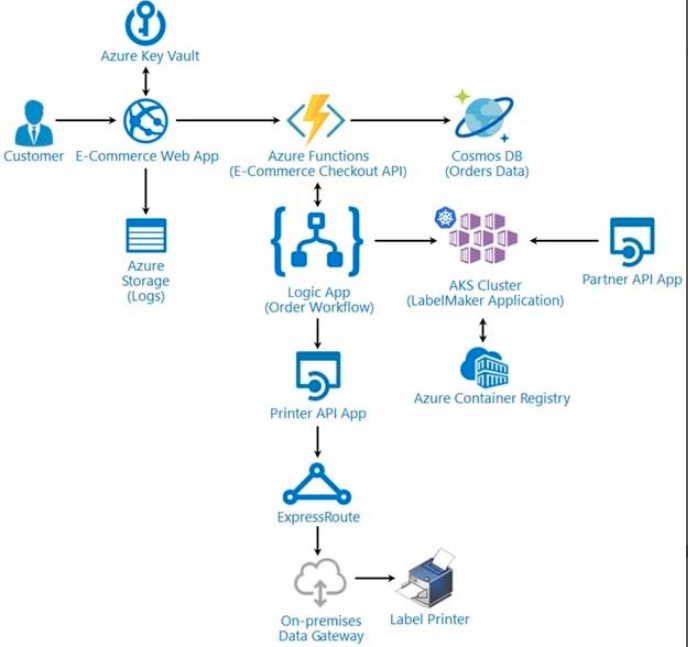 Azure Key Vault
Customer
E-Commerce Web App
Azure Functions
(E-Commerce Checkout API)
Cosmos DB
(Orders Data)
Azure
Storage
(Logs)
Logic App
(Order Workflow)
AKS Cluster
(LabelMaker Application)
Partner API App
Printer API App
Azure Container Registry
ExpressRoute
On-premises
Data Gateway
Label Printer